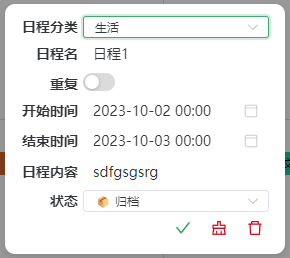 日程分类 生活
日程名 日程1
重复
开始时间 2023-10-02 00:00
结束时间 2023-10-03 00:00
日程内容 sdfgsgsrg
状态 归档